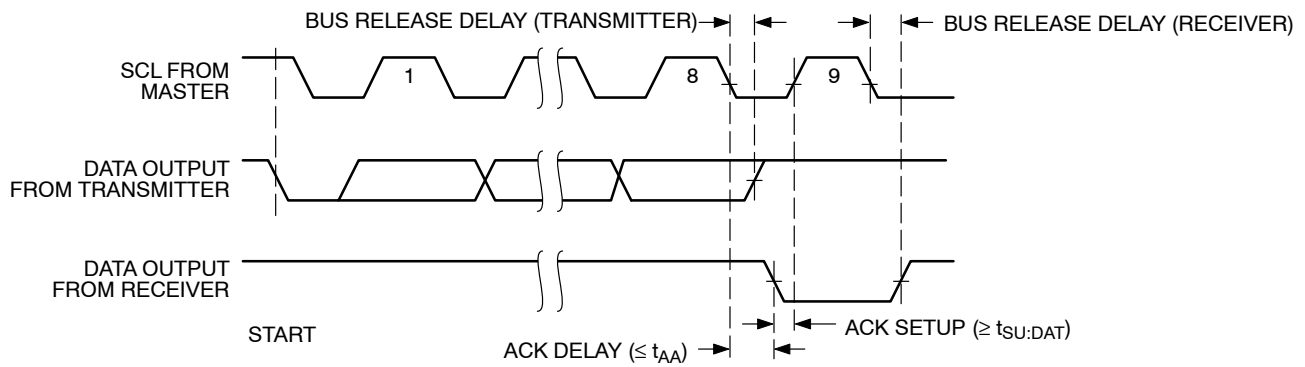 BUS RELEASE DELAY (TRANSMITTER)
BUS RELEASE DELAY (RECEIVER)
SCL FROM
MASTER
1
8
9
DATA OUTPUT
FROM TRANSMITTER
DATA OUTPUT
FROM RECEIVER
START
ACK SETUP (≥ tSU:DAT)
ACK DELAY (≤ tAA)